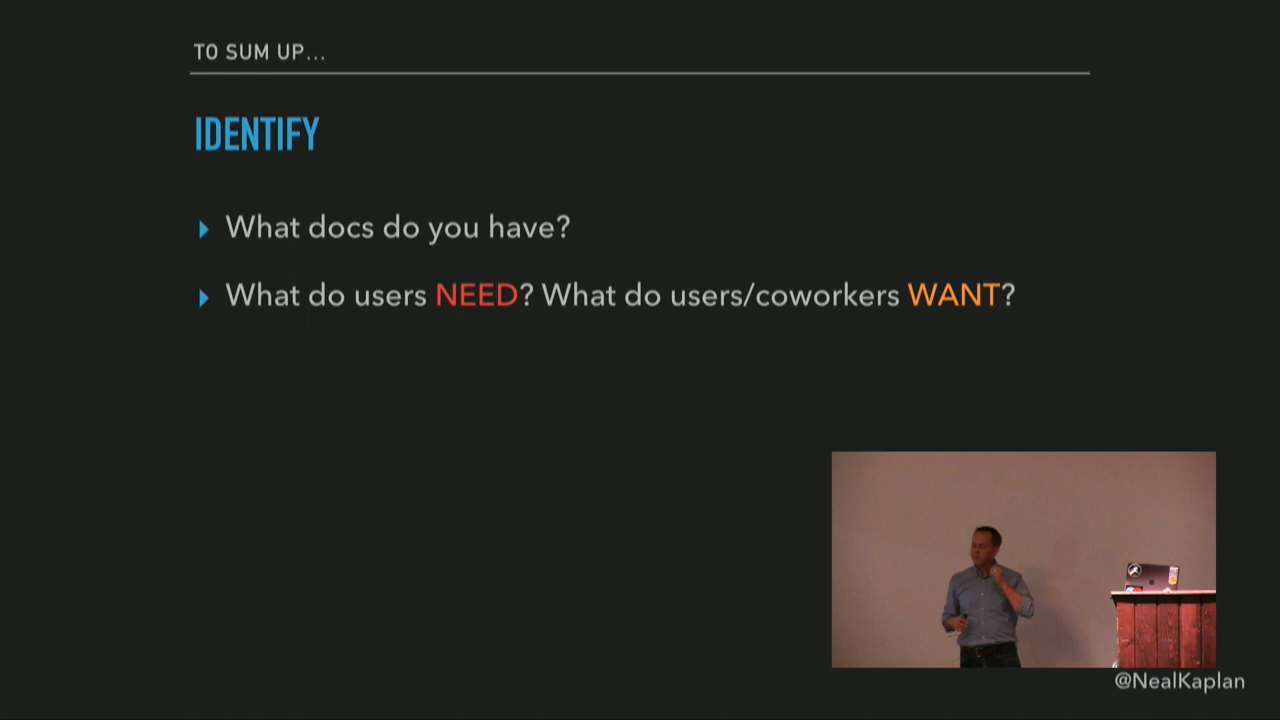 TO SUM UP...
IDENTIFY
What docs do you have?
What do users NEED? What do users/coworkers WANT?
@NealKaplan